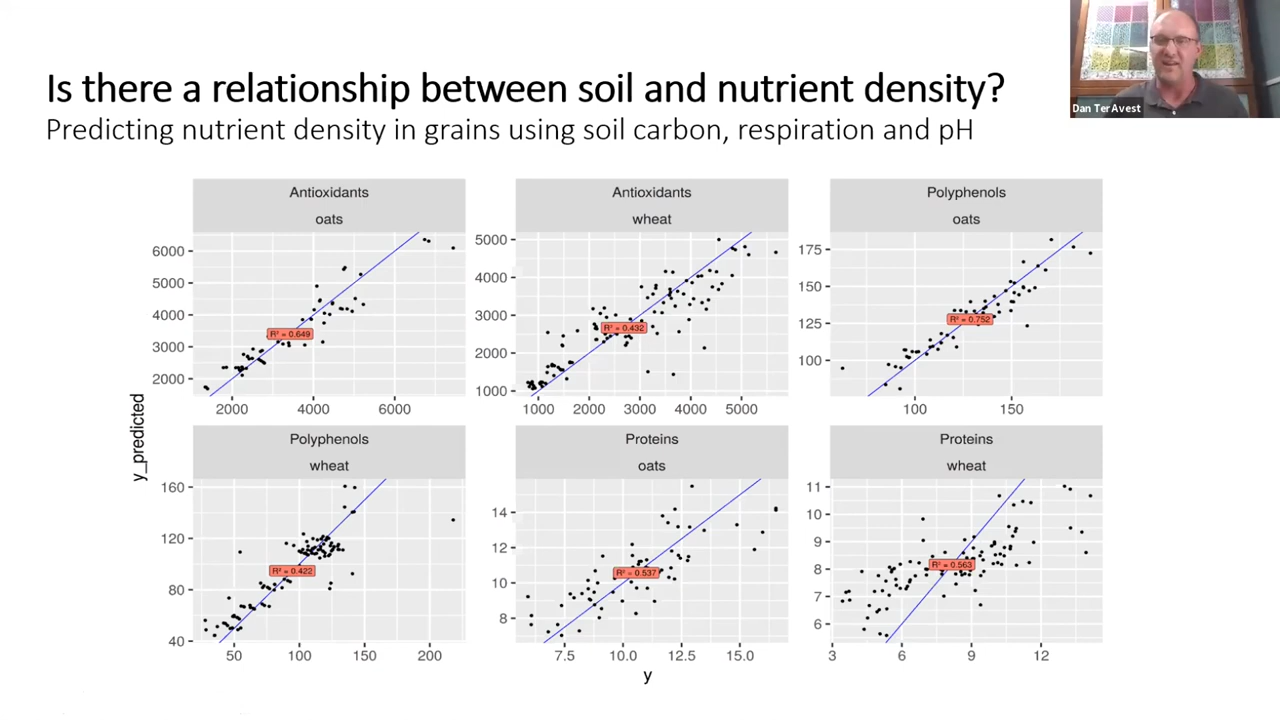 Dan TerAvest
Is there a relationship between soil and nutrient density?
Predicting nutrient density in grains using soil carbon, respiration and pH
Antioxidants
oats
6000
5000
4000
3000
2000
R² = 0.649
2000 4000 6000
Antioxidants
wheat
5000
4000
3000
2000
1000
R² = 0.432
1000 2000 3000 4000 5000
Polyphenols
oats
175
150
125
100
R² = 0.752
100 150
y_predicted
Polyphenols
wheat
160
120
80
40
R² = 0.422
50 100 150 200
Proteins
oats
14
12
10
8
R² = 0.537
7.5 10.0 12.5 15.0
Proteins
wheat
11
10
9
8
7
6
R² = 0.563
3 6 9 12
y